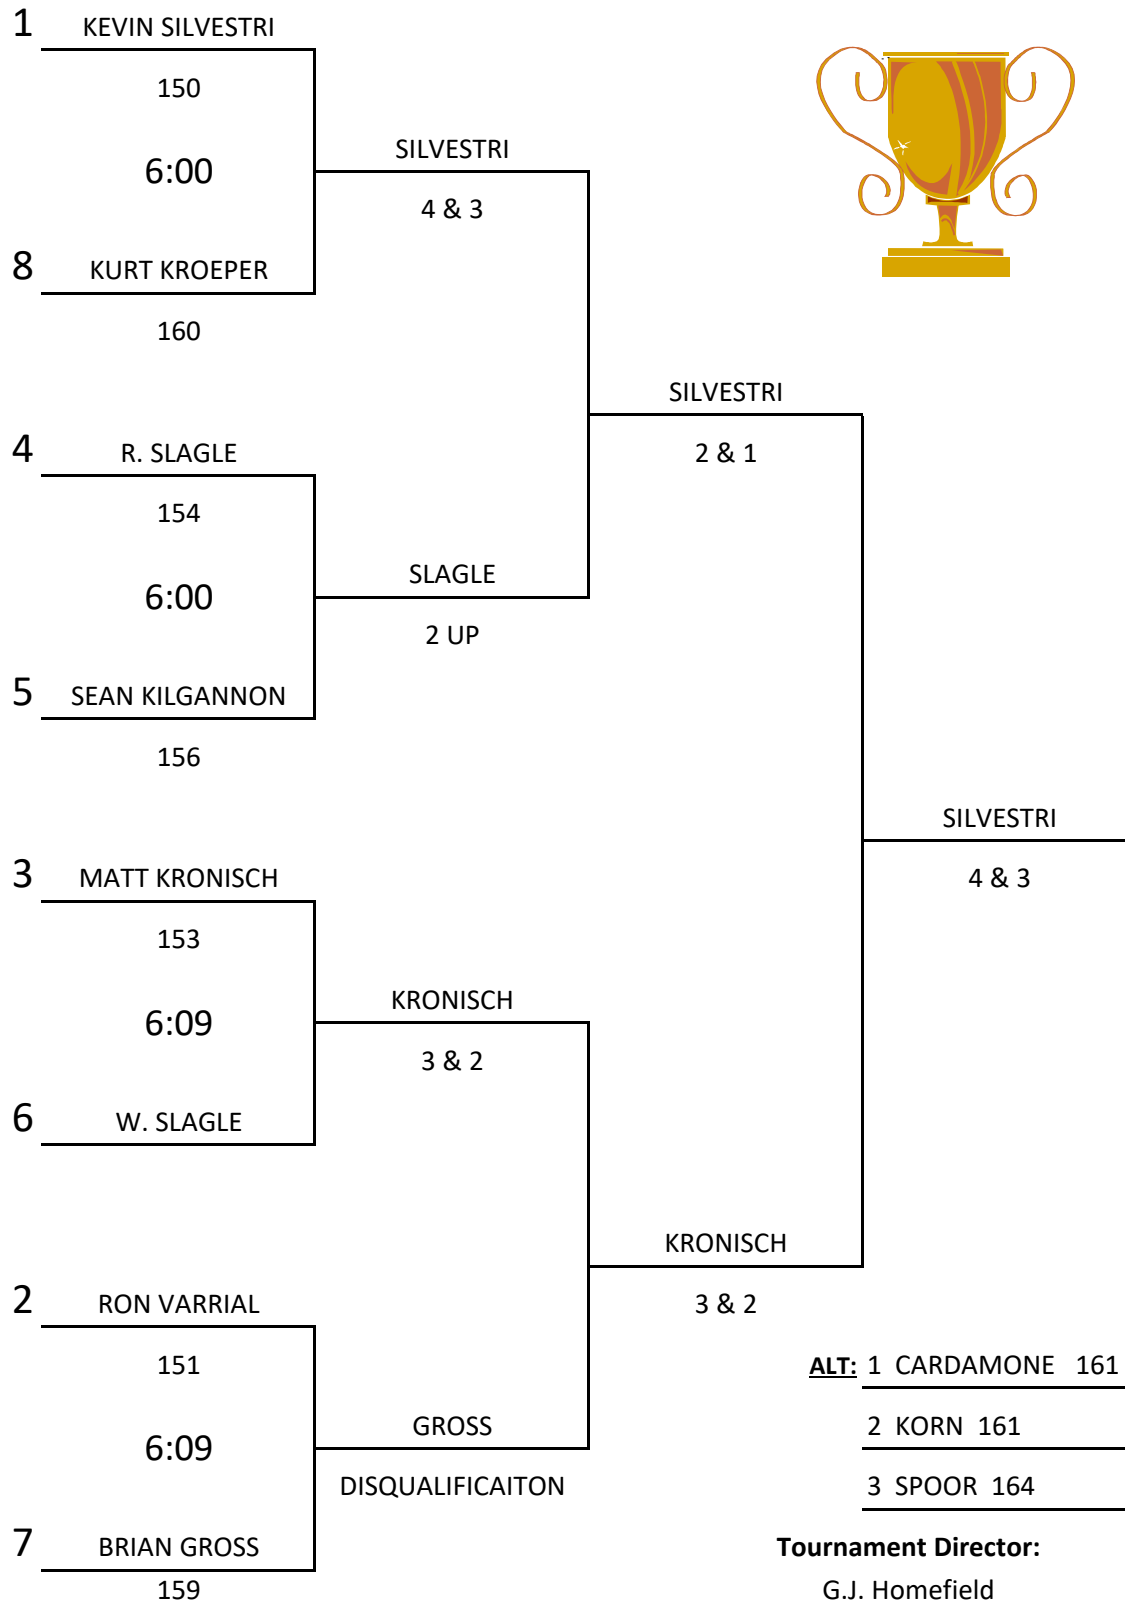 1 KEVIN SILVESTRI
150
6:00
SILVESTRI
4 & 3
8 KURT KROEPER
160
SILVESTRI
2 & 1
4 R. SLAGLE
154
6:00
SLAGLE
2 UP
5 SEAN KILGANNON
156
SILVESTRI
4 & 3
3 MATT KRONISCH
153
6:09
KRONISCH
3 & 2
6 W. SLAGLE
KRONISCH
3 & 2
2 RON VARRIAL
151
6:09
GROSS
DISQUALIFICAITON
7 BRIAN GROSS
159
ALT: 1 CARDAMONE 161
2 KORN 161
3 SPOOR 164
Tournament Director:
G.J. Homefield